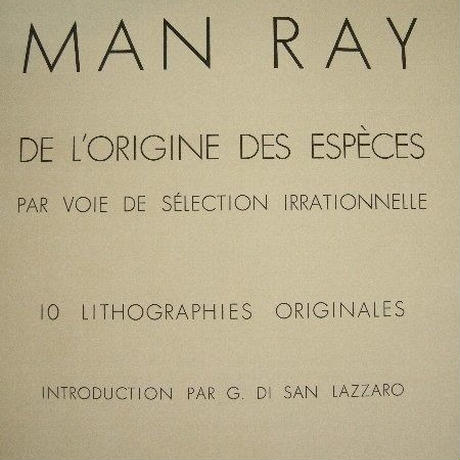 MAN RAY
DE L'ORIGINE DES ESPÈCES
PAR VOIE DE SÉLECTION IRRATIONNELLE
10 LITHOGRAPHIES ORIGINALES
INTRODUCTION PAR G. DI SAN LAZZARO